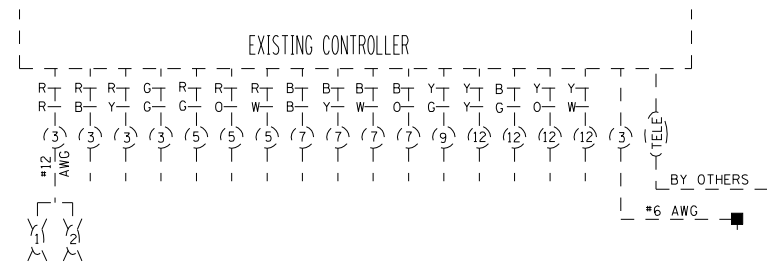 EXISTING CONTROLLER
R R R G R R R B B B B Y Y B Y Y
R B Y G G O W B Y W O G Y G O W
3 3 3 3 5 5 5 7 7 7 7 9 12 12 12 12 3 TELE
#12 AWG
BY OTHERS
#6 AWG
Y Y
1 2